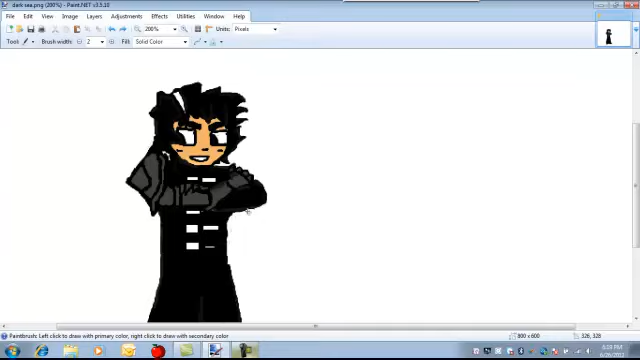 dark sea.png (200%) - Paint.NET v3.5.10
File Edit View Image Layers Adjustments Effects Utilities Window Help
200% Units: Pixels
Tool: Brush width: 2 Fill: Solid Color
Paintbrush: Left click to draw with primary color, right click to draw with secondary color 800 x 600 326, 328